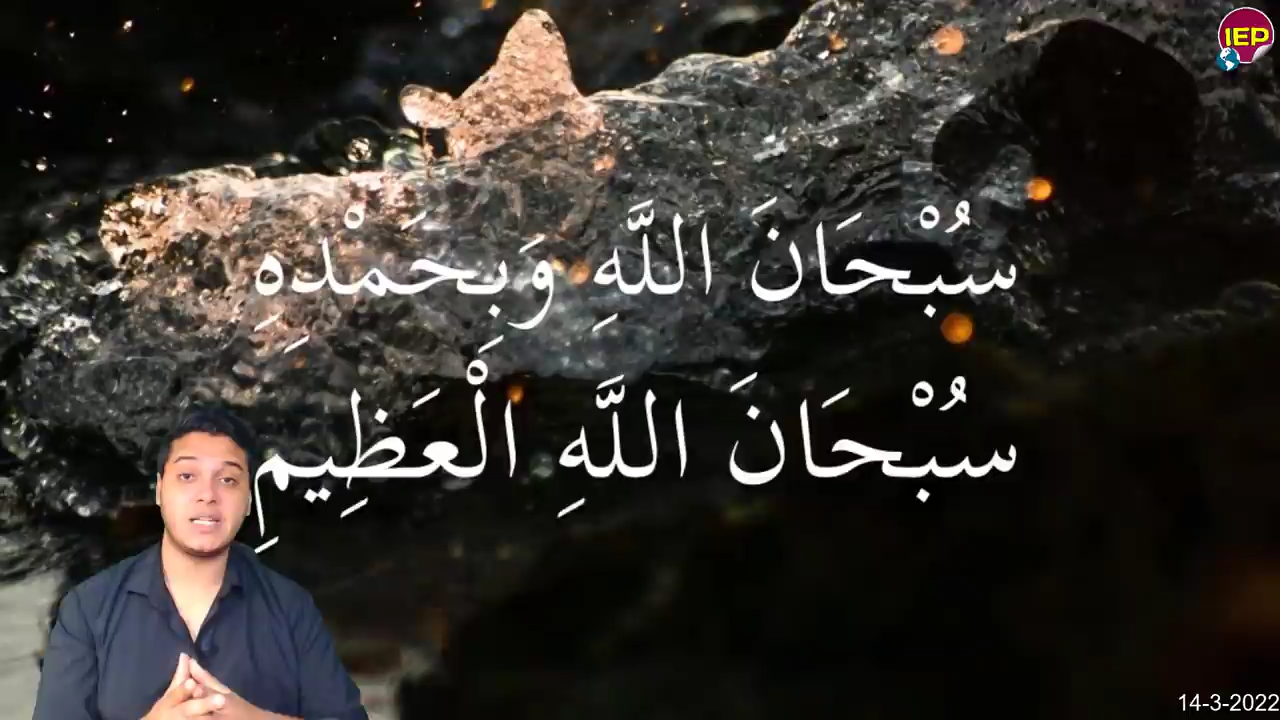 IEP
سُبْحَانَ اللَّهِ وَبِحَمْدِهِ
سُبْحَانَ اللَّهِ الْعَظِيمِ
14-3-2022